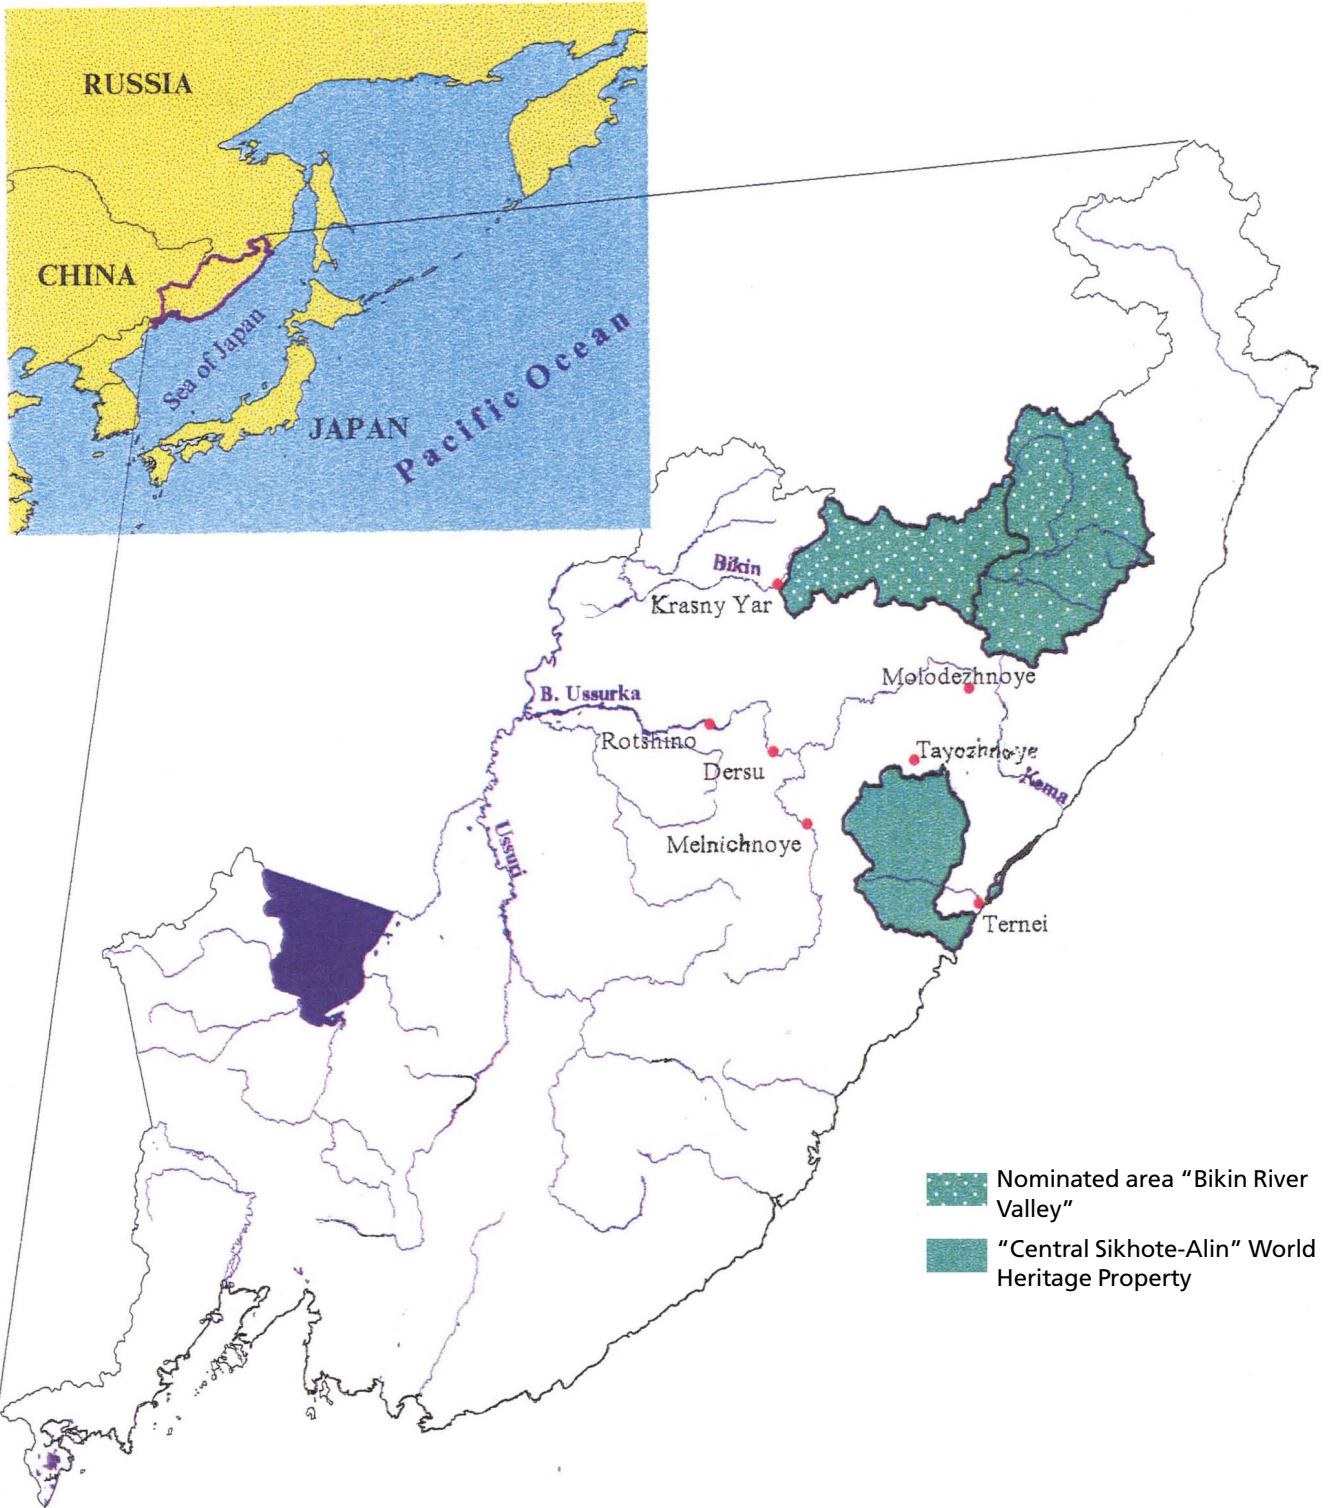 RUSSIA
CHINA
Sea of Japan
JAPAN
Pacific Ocean
Bikin
Krasny Yar
Molodezhnoye
B. Ussurka
Rotshino
Tayozhnoye
Dersu
Kema
Melnichnoye
Ussuri
Ternei
Nominated area “Bikin River
Valley”
“Central Sikhote-Alin” World
Heritage Property